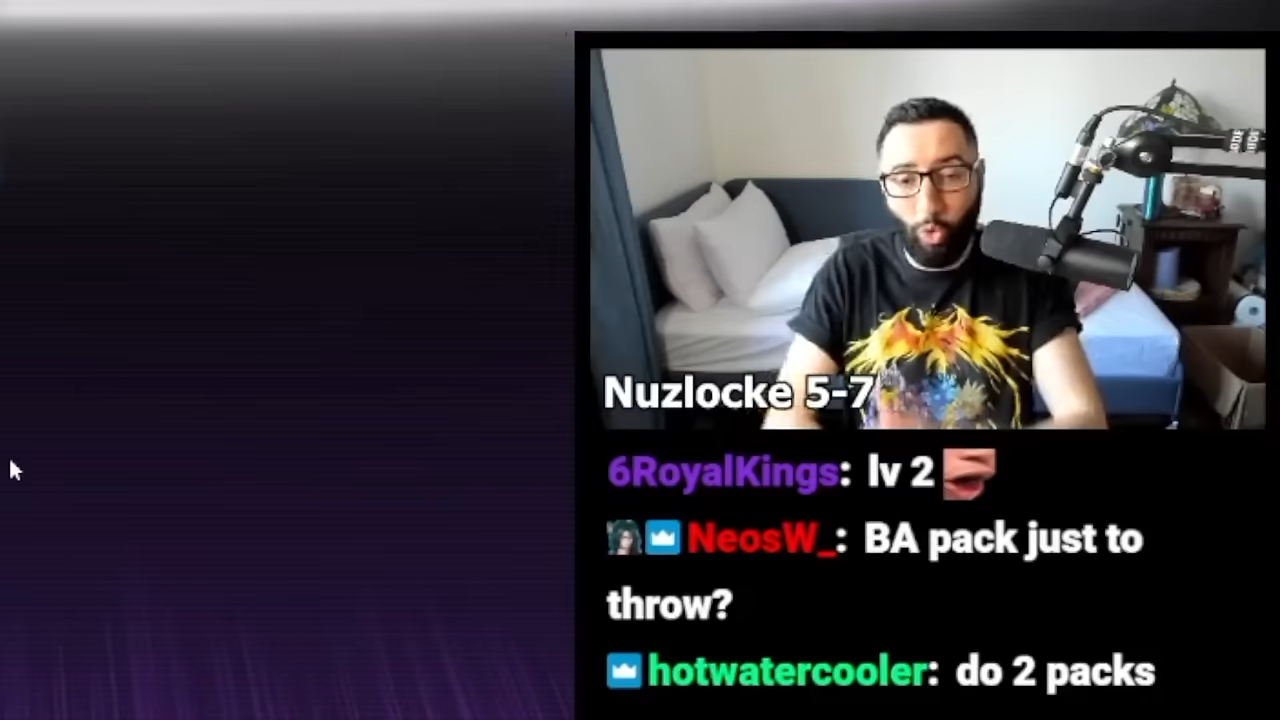 Nuzlocke 5-7
6RoyalKings: lv 2
NeosW_: BA pack just to
throw?
hotwatercooler: do 2 packs